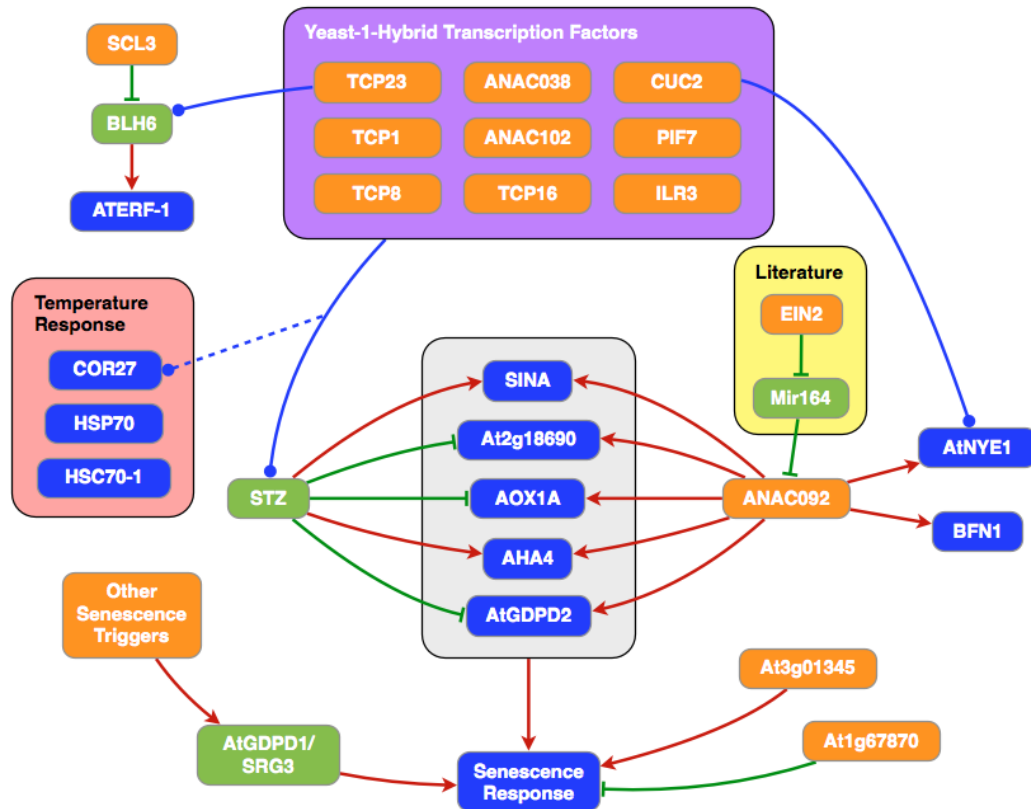 Yeast-1-Hybrid Transcription Factors
SCL3
TCP23
ANAC038
CUC2
BLH6
TCP1
ANAC102
PIF7
TCP8
TCP16
ILR3
ATERF-1
Literature
Temperature
Response
EIN2
COR27
SINA
Mir164
HSP70
At2g18690
AtNYE1
HSC70-1
STZ
AOX1A
ANAC092
BFN1
AHA4
Other
Senescence
Triggers
AtGDPD2
At3g01345
AtGDPD1/
SRG3
At1g67870
Senescence
Response